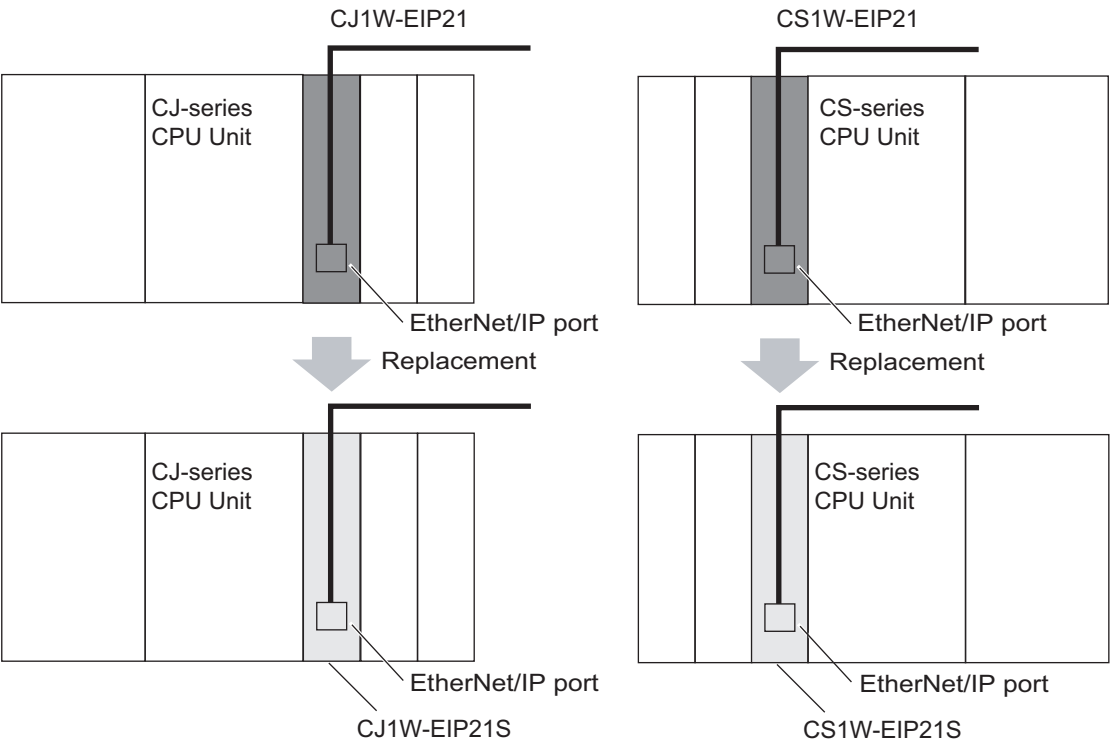 CJ1W-EIP21
CJ-series
CPU Unit
EtherNet/IP port
Replacement
CJ-series
CPU Unit
EtherNet/IP port
CJ1W-EIP21S
CS1W-EIP21
CS-series
CPU Unit
EtherNet/IP port
Replacement
CS-series
CPU Unit
EtherNet/IP port
CS1W-EIP21S